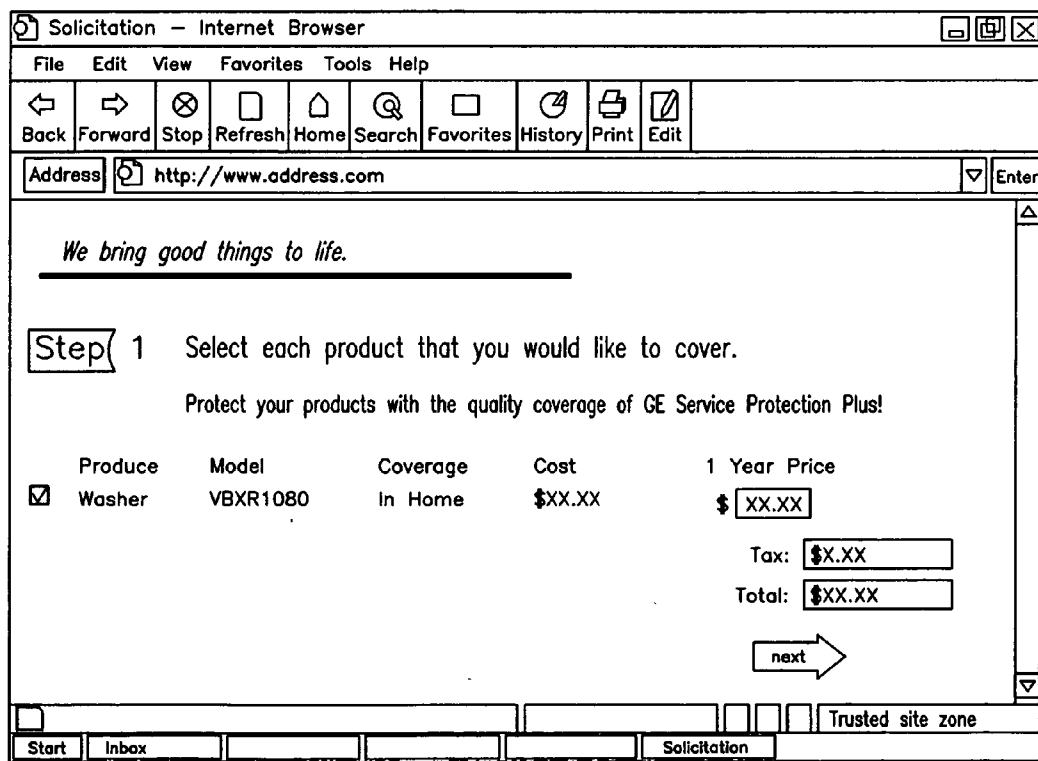 Solicitation — Internet Browser
File Edit View Favorites Tools Help
Back Forward Stop Refresh Home Search Favorites History Print Edit
Address http://www.address.com Enter
We bring good things to life.
Step 1 Select each product that you would like to cover.
Protect your products with the quality coverage of GE Service Protection Plus!
Produce Model Coverage Cost 1 Year Price
Washer VBXR1080 In Home $XX.XX $ XX.XX
Tax: $X.XX
Total: $XX.XX
next
Trusted site zone
Start Inbox Solicitation